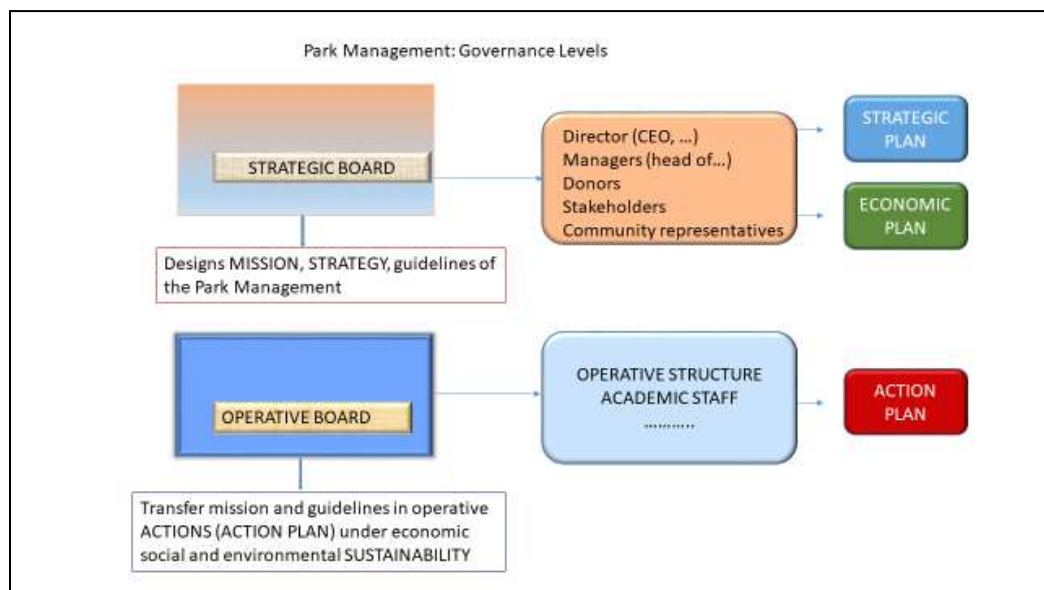 Park Management: Governance Levels
STRATEGIC BOARD
Director (CEO, ...)
Managers (head of...)
Donors
Stakeholders
Community representatives
STRATEGIC
PLAN
ECONOMIC
PLAN
Designs MISSION, STRATEGY, guidelines of
the Park Management
OPERATIVE BOARD
OPERATIVE STRUCTURE
ACADEMIC STAFF
...........
ACTION
PLAN
Transfer mission and guidelines in operative
ACTIONS (ACTION PLAN) under economic
social and environmental SUSTAINABILITY